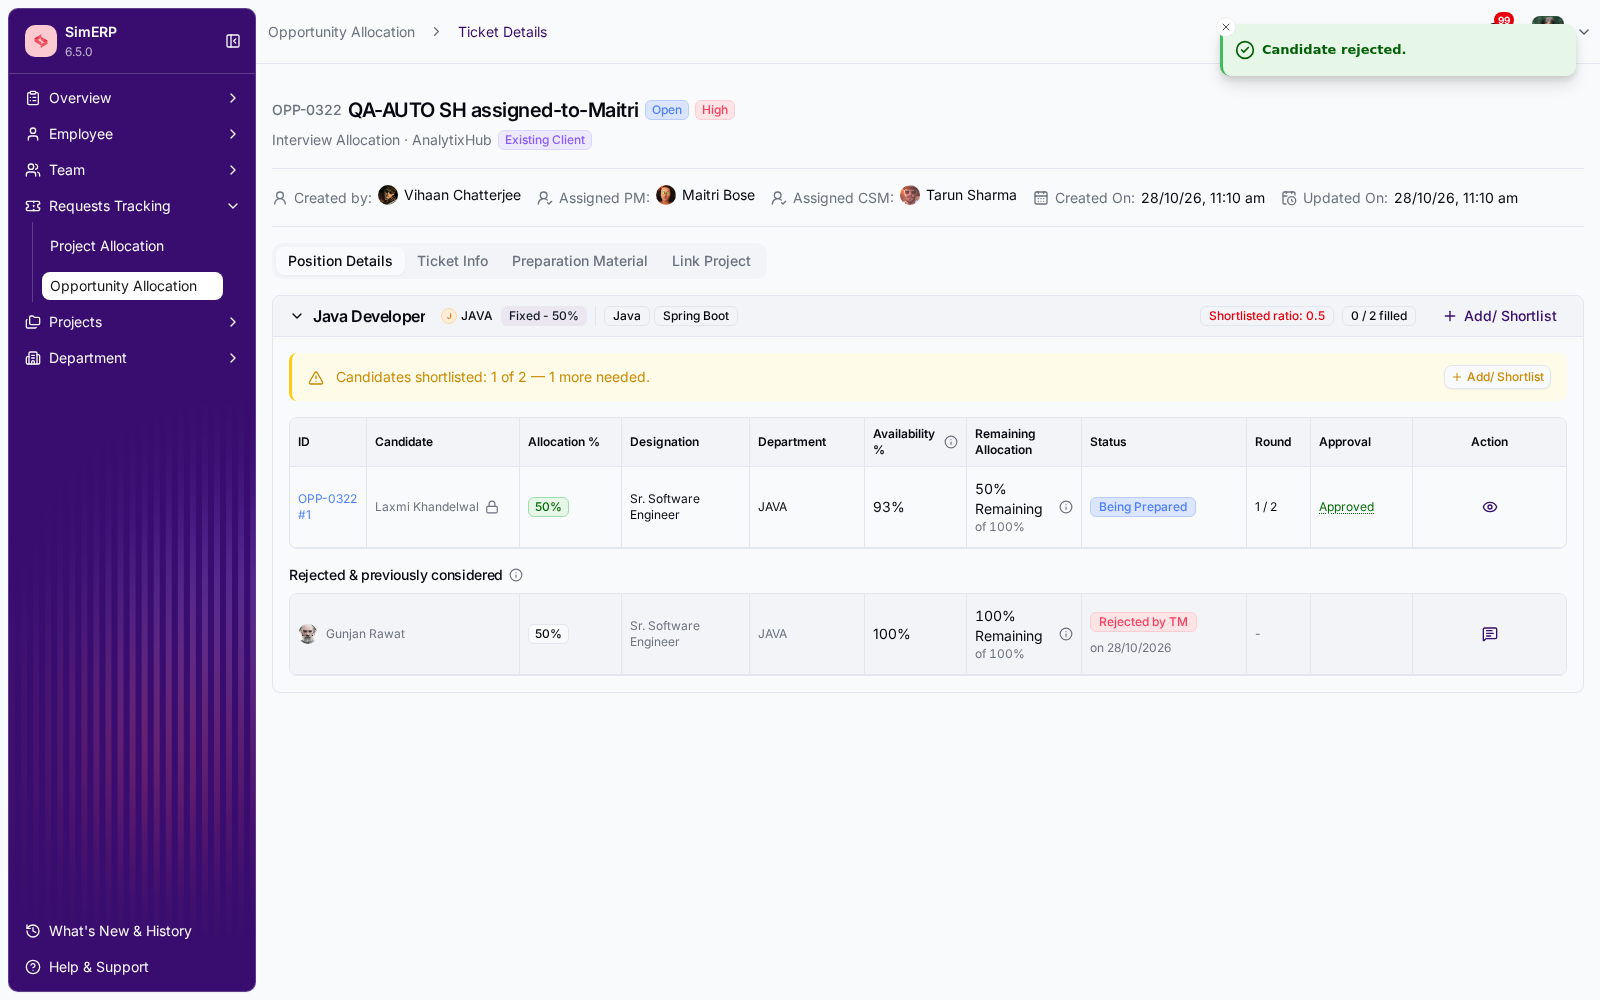 SimERP
6.5.0
Overview
Employee
Team
Requests Tracking
Project Allocation
Opportunity Allocation
Projects
Department
What's New & History
Help & Support
Opportunity Allocation > Ticket Details
99
Candidate rejected.
OPP-0322 QA-AUTO SH assigned-to-Maitri Open High
Interview Allocation · AnalytixHub Existing Client
Created by: Vihaan Chatterjee Assigned PM: Maitri Bose Assigned CSM: Tarun Sharma Created On: 28/10/26, 11:10 am Updated On: 28/10/26, 11:10 am
Position Details Ticket Info Preparation Material Link Project
Java Developer J JAVA Fixed - 50% Java Spring Boot Shortlisted ratio: 0.5 0 / 2 filled + Add/ Shortlist
Candidates shortlisted: 1 of 2 — 1 more needed. + Add/ Shortlist
ID Candidate Allocation % Designation Department Availability % Remaining Allocation Status Round Approval Action
OPP-0322 #1 Laxmi Khandelwal 50% Sr. Software Engineer JAVA 93% 50% Remaining of 100% Being Prepared 1 / 2 Approved
Rejected & previously considered
Gunjan Rawat 50% Sr. Software Engineer JAVA 100% 100% Remaining of 100% Rejected by TM on 28/10/2026 -